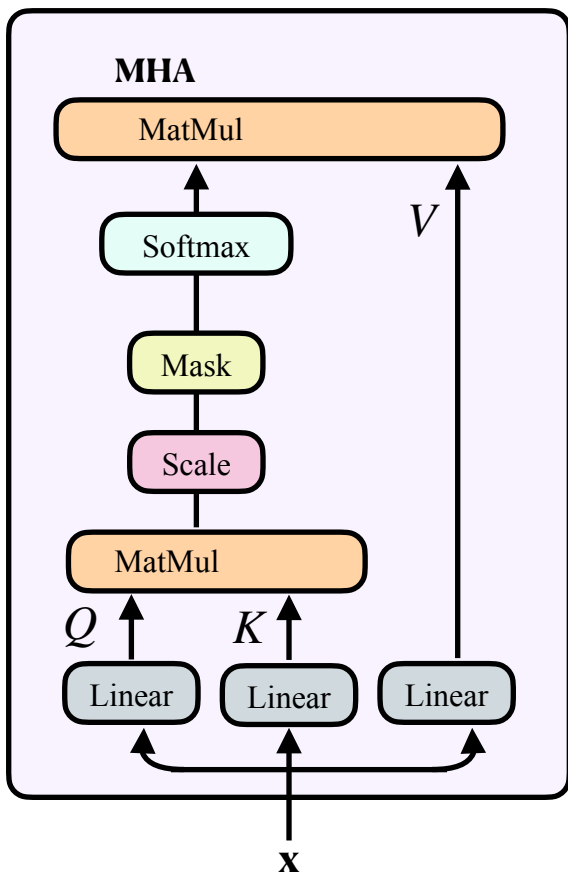 MHA
MatMul
V
Softmax
Mask
Scale
MatMul
Q K
Linear Linear Linear
x